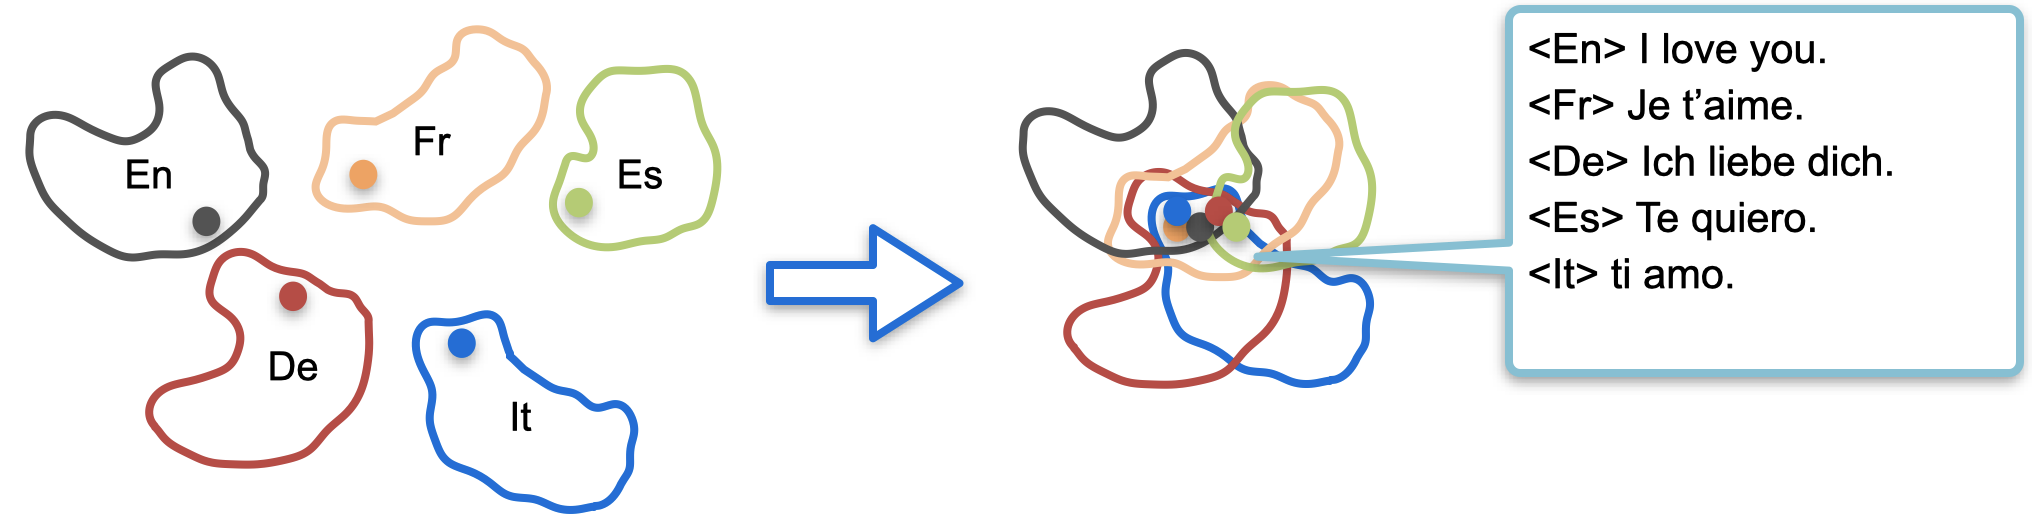 En
Fr
Es
De
It
<En> I love you.
<Fr> Je t’aime.
<De> Ich liebe dich.
<Es> Te quiero.
<It> ti amo.